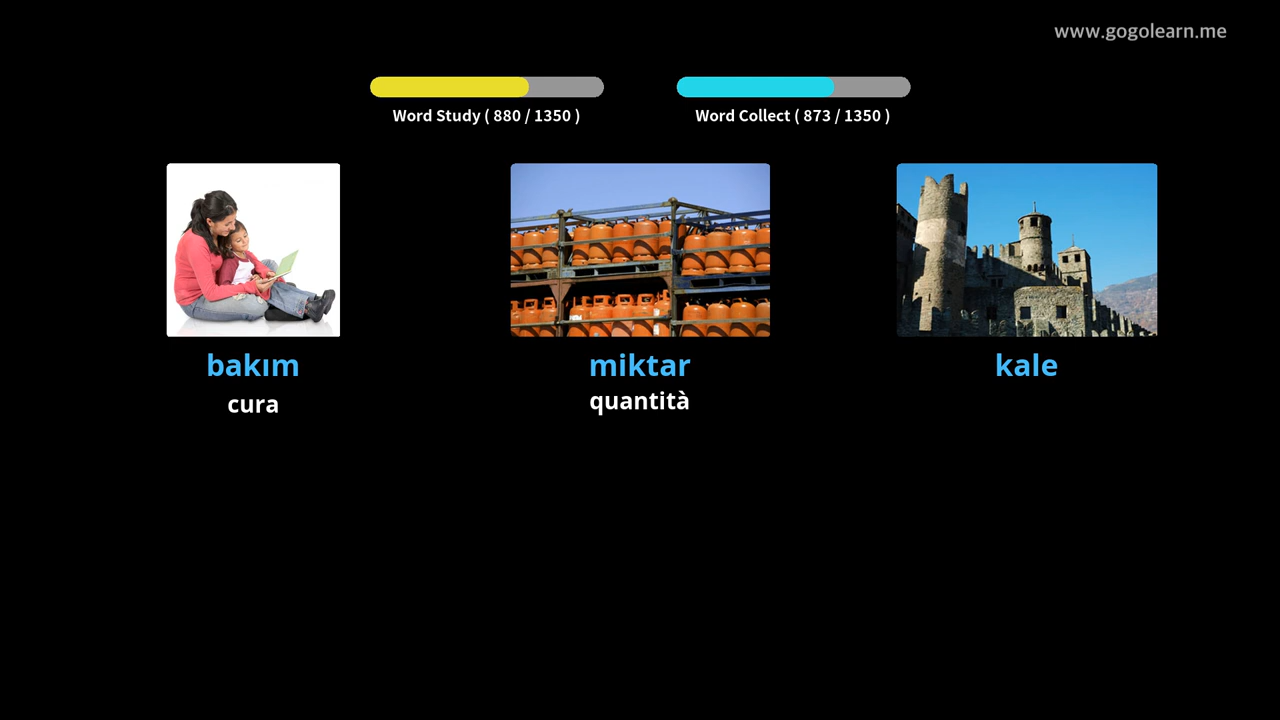 www.gogolearn.me
Word Study ( 880 / 1350 )
Word Collect ( 873 / 1350 )
bakım
cura
miktar
quantità
kale